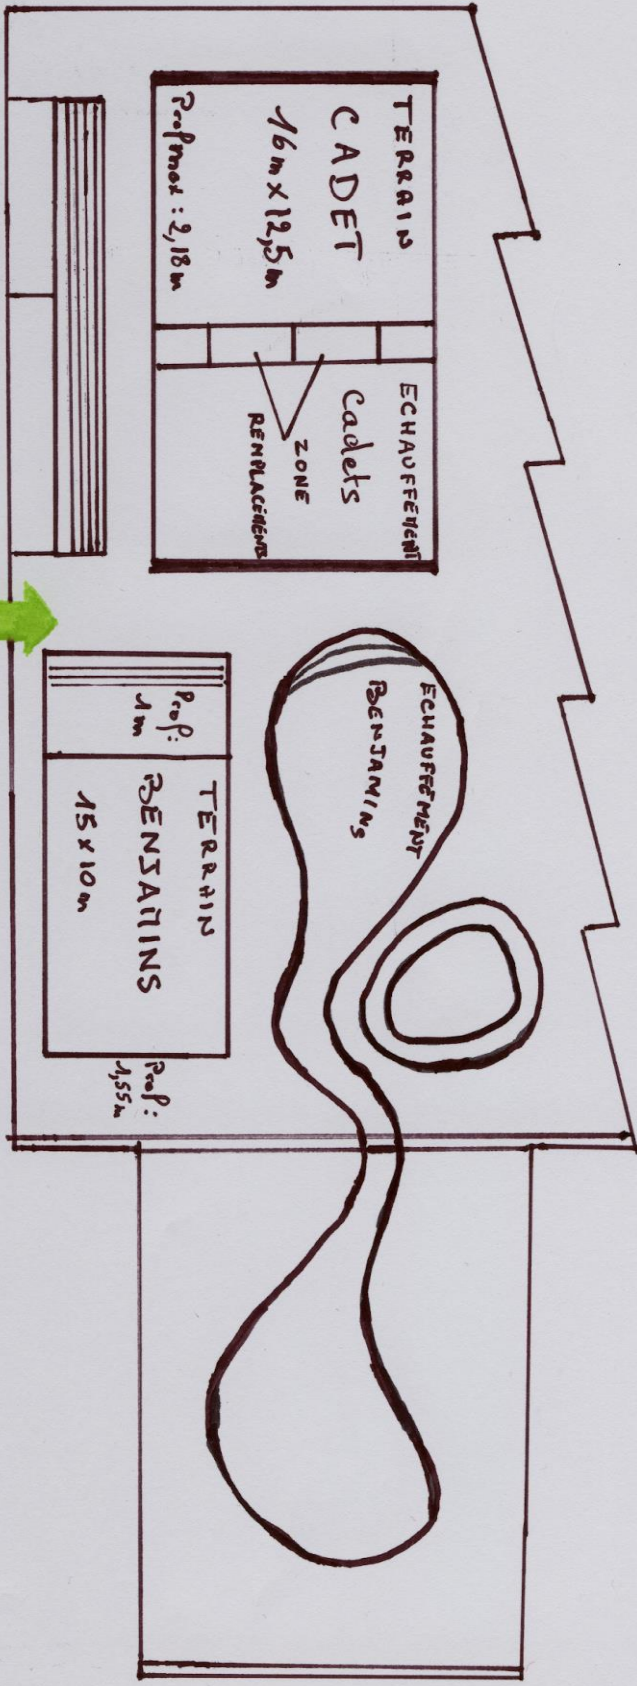 TERRAIN
CADET
16m x 12,5m
Prof max : 2,18m
ECHAUFFEMENT
Cadets
ZONE
REMPLACEMENT
ECHAUFFEMENT
BENJAMINS
TERRAIN
BENJAMINS
15 x 10m
Prof :
1m
Prof :
1,55m